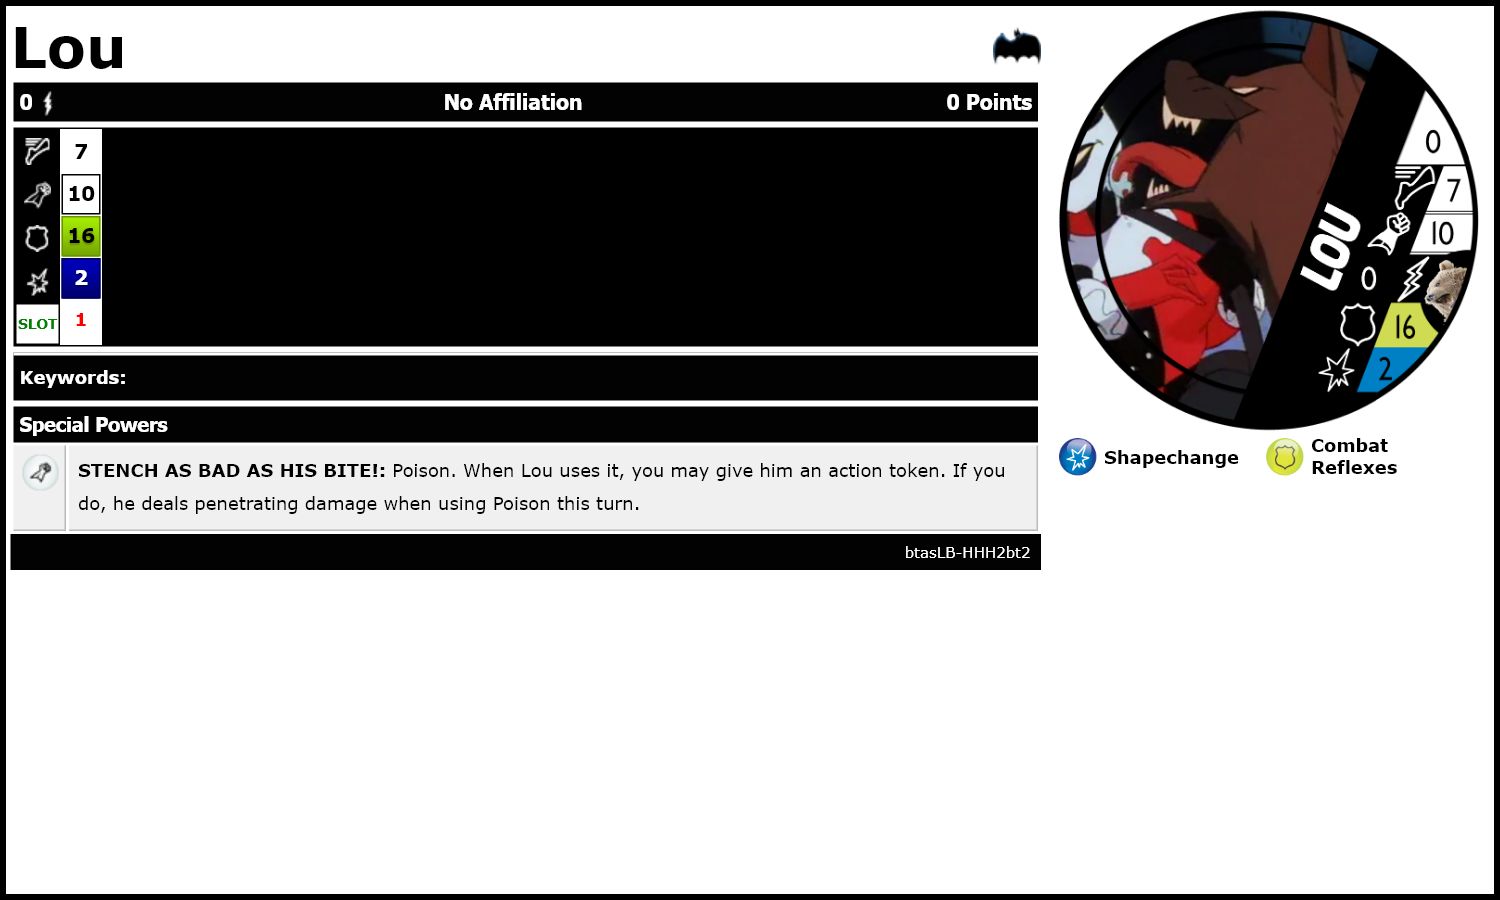 Lou
0 No Affiliation 0 Points
7
10
16
2
SLOT 1
Keywords:
Special Powers
STENCH AS BAD AS HIS BITE!: Poison. When Lou uses it, you may give him an action token. If you
do, he deals penetrating damage when using Poison this turn.
btasLB-HHH2bt2
0
7
10
LOU
0
16
2
Shapechange
Combat
Reflexes